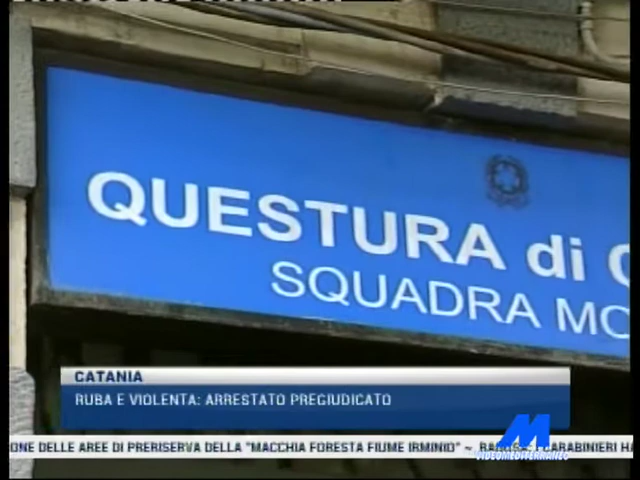 QUESTURA di C
SQUADRA MO
CATANIA
RUBA E VIOLENTA: ARRESTATO PREGIUDICATO
ONE DELLE AREE DI PRERISERVA DELLA "MACCHIA FORESTA FIUME IRMINIO" ~ RA CARABINIERI HA
VIDEOMEDITERRANEO